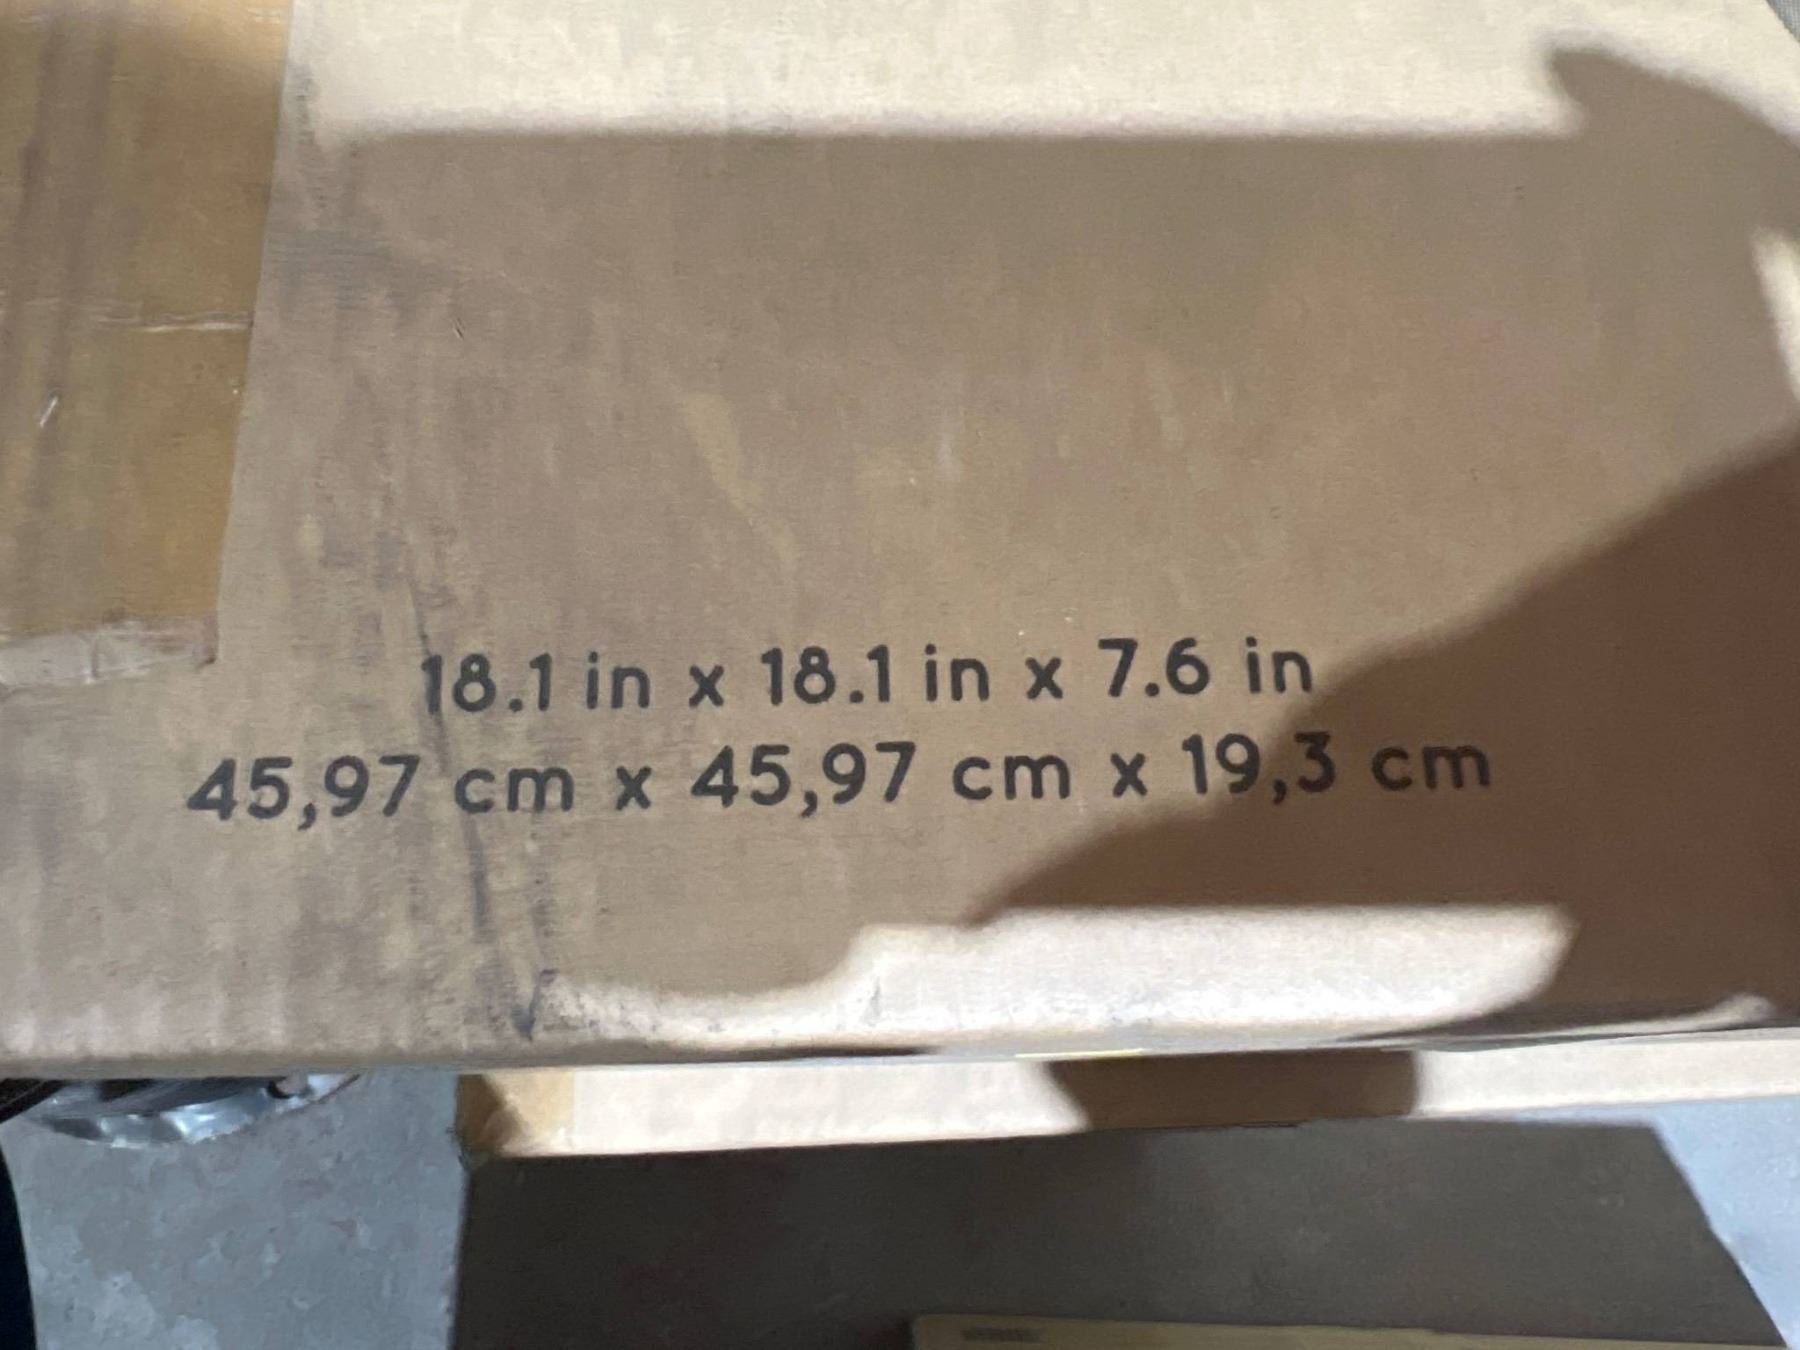 18.1 in x 18.1 in x 7.6 in
45,97 cm x 45,97 cm x 19,3 cm